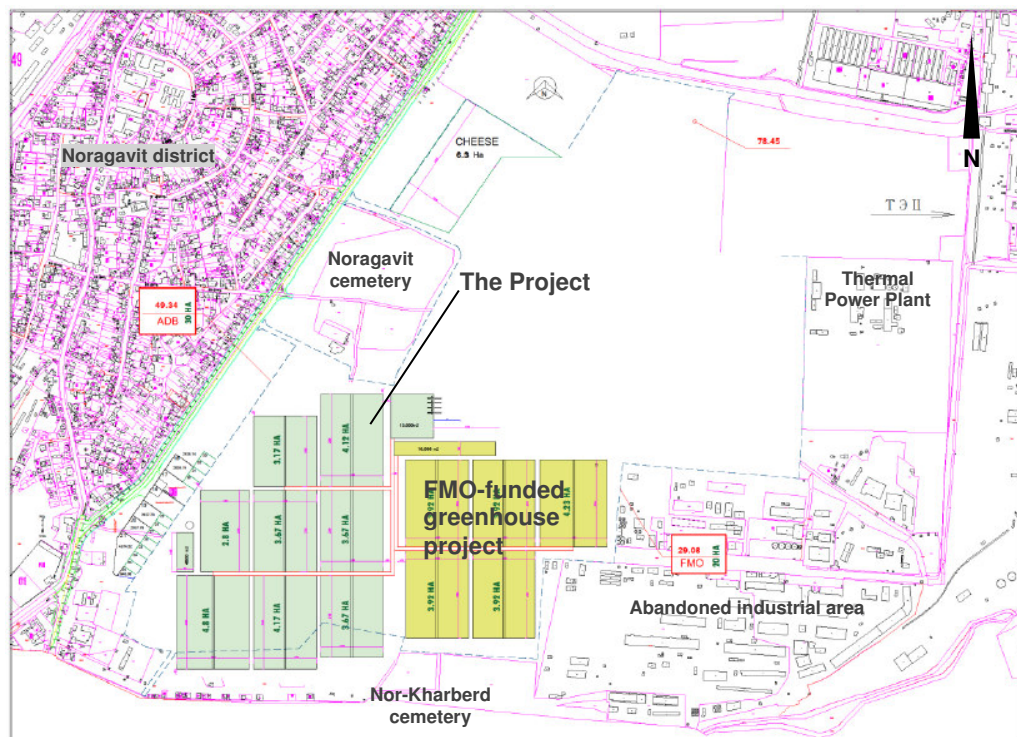 49
CHEESE
6.3 Ha
N
78.45
N
Noragavit district
ТЭЦ
Noragavit
cemetery
The Project
Thermal
Power Plant
49.34
ADB
30 HA
3.17 HA
4.12 HA
FMO-funded
greenhouse
project
4.23 HA
2.8 HA
3.67 HA
3.67 HA
29.08
FMO
20 HA
4.8 HA
4.17 HA
3.67 HA
3.92 HA
3.92 HA
Abandoned industrial area
Nor-Kharberd
cemetery